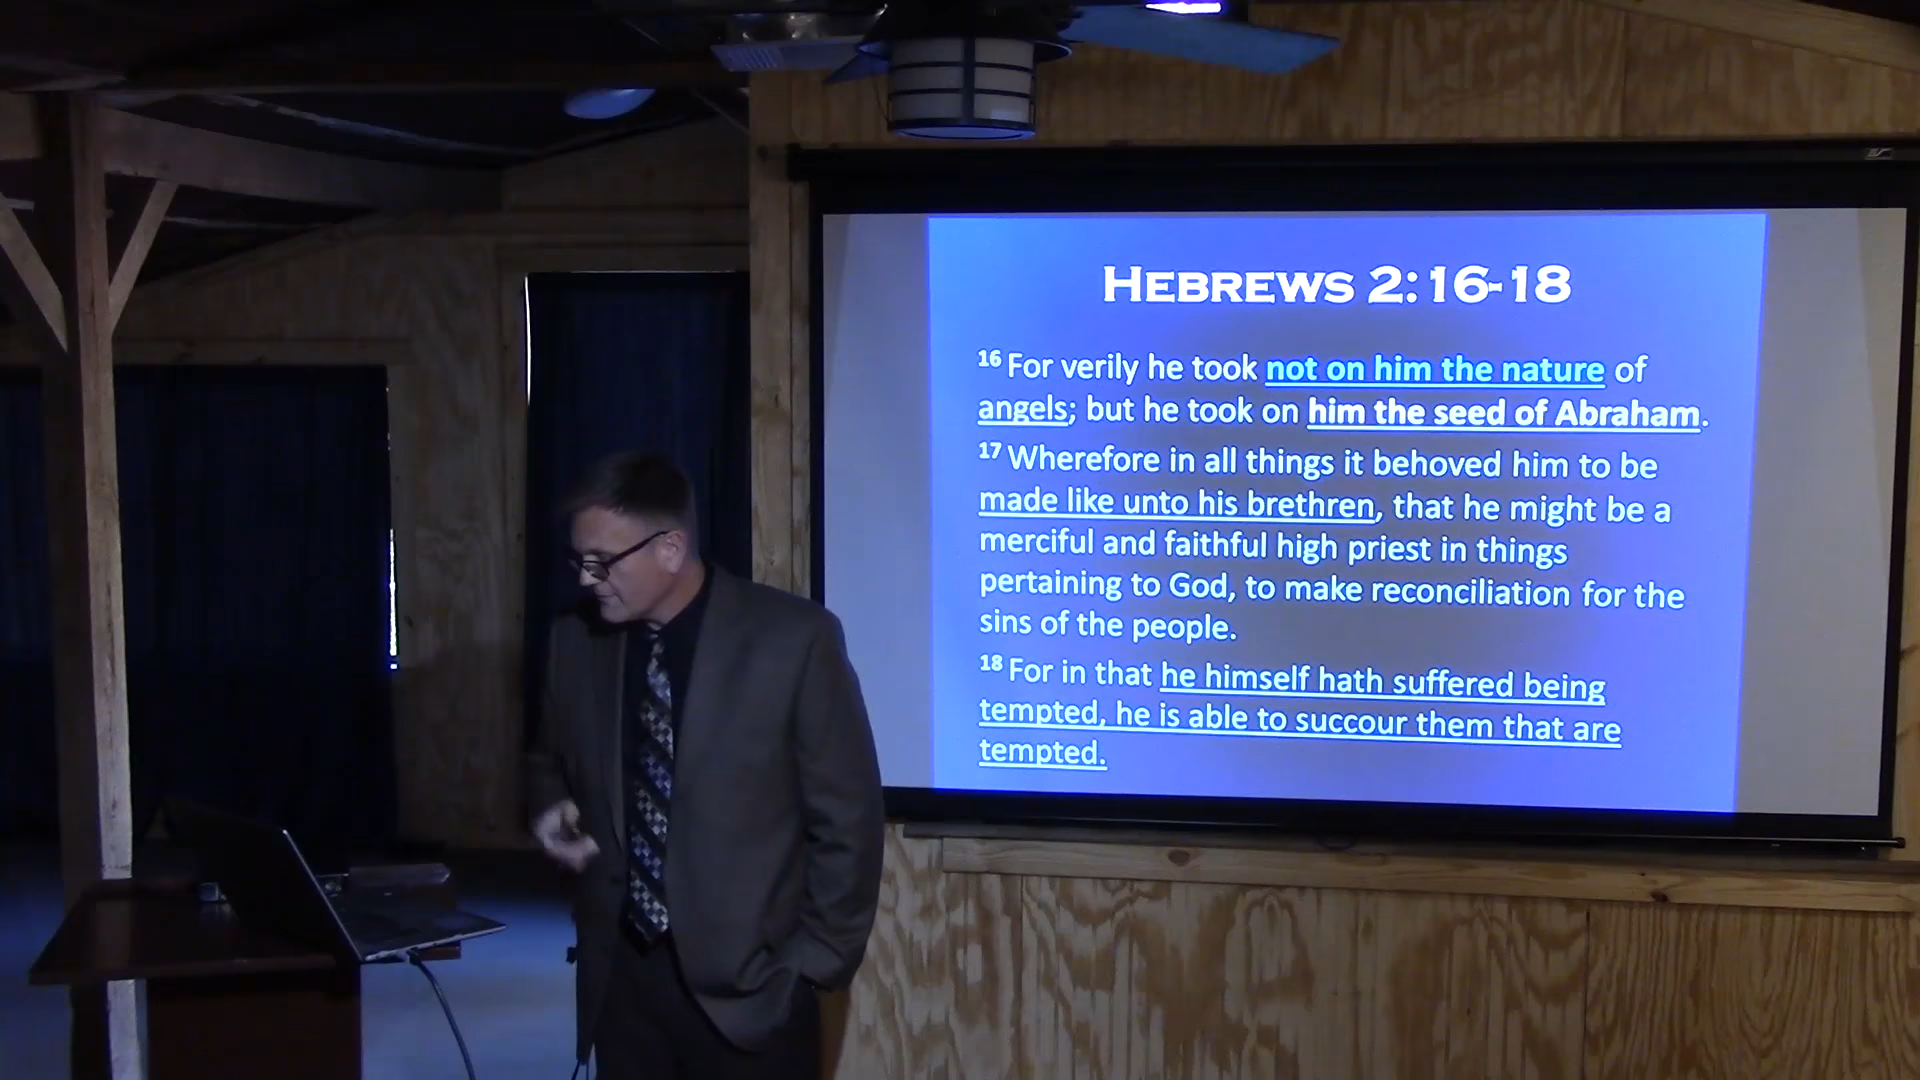 HEBREWS 2:16-18
16 For verily he took not on him the nature of
angels; but he took on him the seed of Abraham.
17 Wherefore in all things it behoved him to be
made like unto his brethren, that he might be a
merciful and faithful high priest in things
pertaining to God, to make reconciliation for the
sins of the people.
18 For in that he himself hath suffered being
tempted, he is able to succour them that are
tempted.